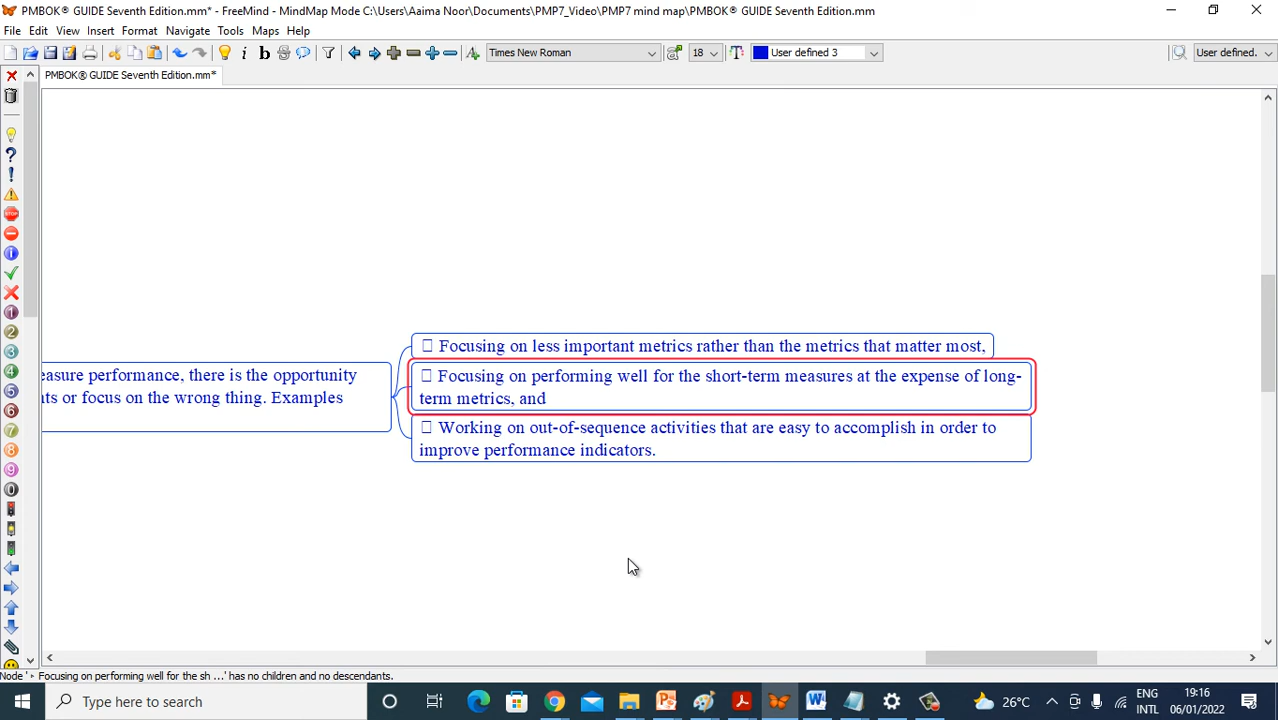 PMBOK® GUIDE Seventh Edition.mm* - FreeMind - MindMap Mode C:\Users\Aaima Noor\Documents\PMP7_Video\PMP7 mind map\PMBOK® GUIDE Seventh Edition.mm
File Edit View Insert Format Navigate Tools Maps Help
Times New Roman 18 User defined 3 User defined.
PMBOK® GUIDE Seventh Edition.mm*
Focusing on less important metrics rather than the metrics that matter most,
easure performance, there is the opportunity
nts or focus on the wrong thing. Examples
Focusing on performing well for the short-term measures at the expense of long-
term metrics, and
Working on out-of-sequence activities that are easy to accomplish in order to
improve performance indicators.
Node '‣ Focusing on performing well for the sh ...' has no children and no descendants.
Type here to search
26°C
ENG
INTL
19:16
06/01/2022